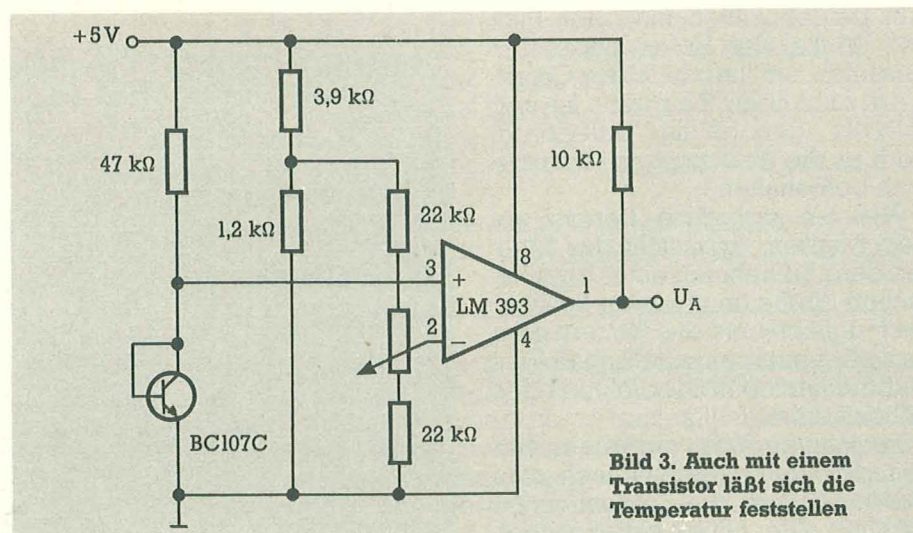 +5V
3,9 kΩ
47 kΩ
10 kΩ
1,2 kΩ
22 kΩ
3
+
8
LM 393
1
U_A
2
−
4
22 kΩ
BC107C
Bild 3. Auch mit einem
Transistor läßt sich die
Temperatur feststellen